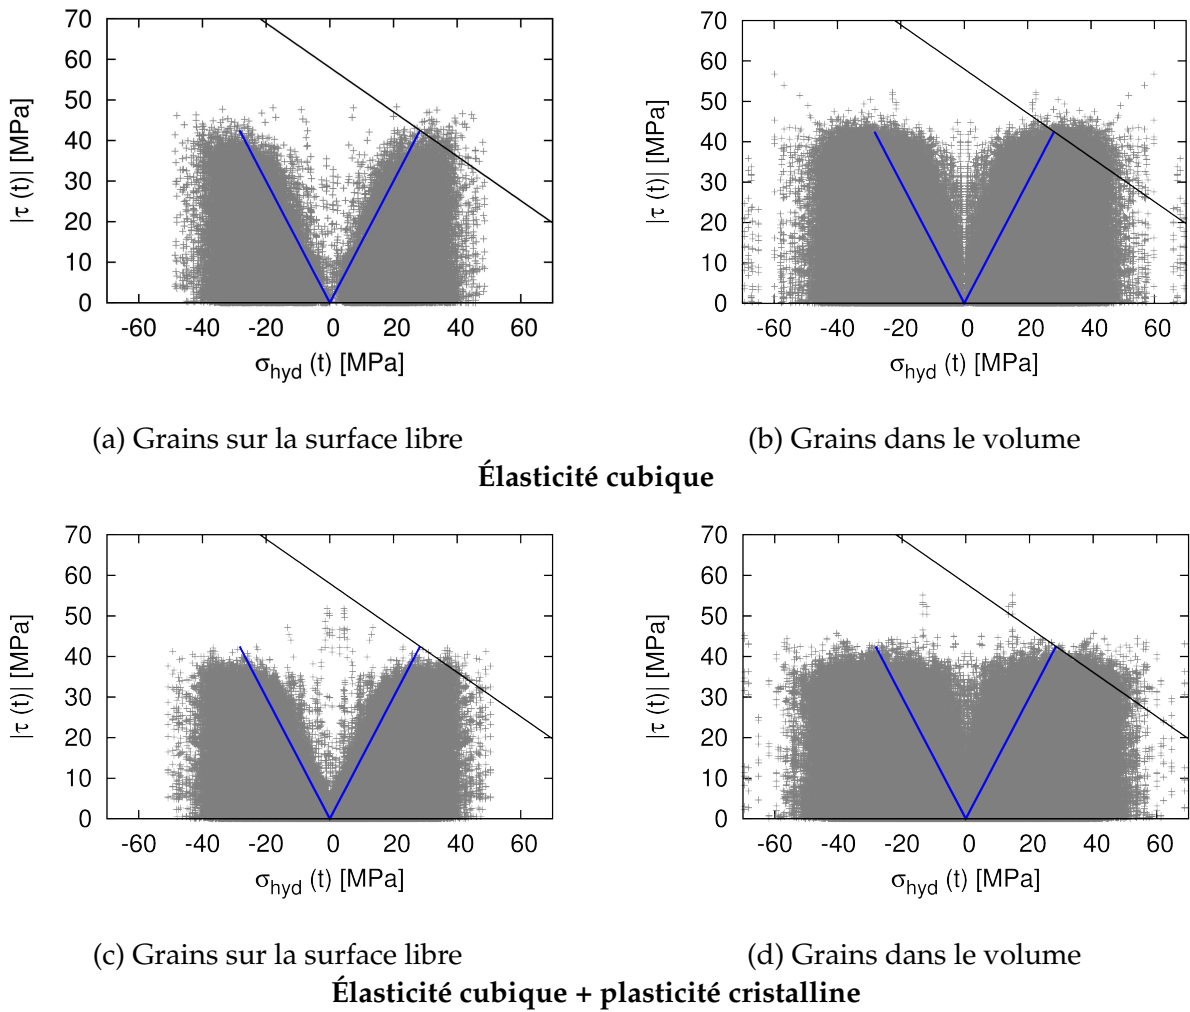 70
60
50
40
30
20
10
0
|τ (t)| [MPa]
-60 -40 -20 0 20 40 60
σhyd (t) [MPa]
(a) Grains sur la surface libre
70
60
50
40
30
20
10
0
|τ (t)| [MPa]
-60 -40 -20 0 20 40 60
σhyd (t) [MPa]
(b) Grains dans le volume
Élasticité cubique
70
60
50
40
30
20
10
0
|τ (t)| [MPa]
-60 -40 -20 0 20 40 60
σhyd (t) [MPa]
(c) Grains sur la surface libre
70
60
50
40
30
20
10
0
|τ (t)| [MPa]
-60 -40 -20 0 20 40 60
σhyd (t) [MPa]
(d) Grains dans le volume
Élasticité cubique + plasticité cristalline